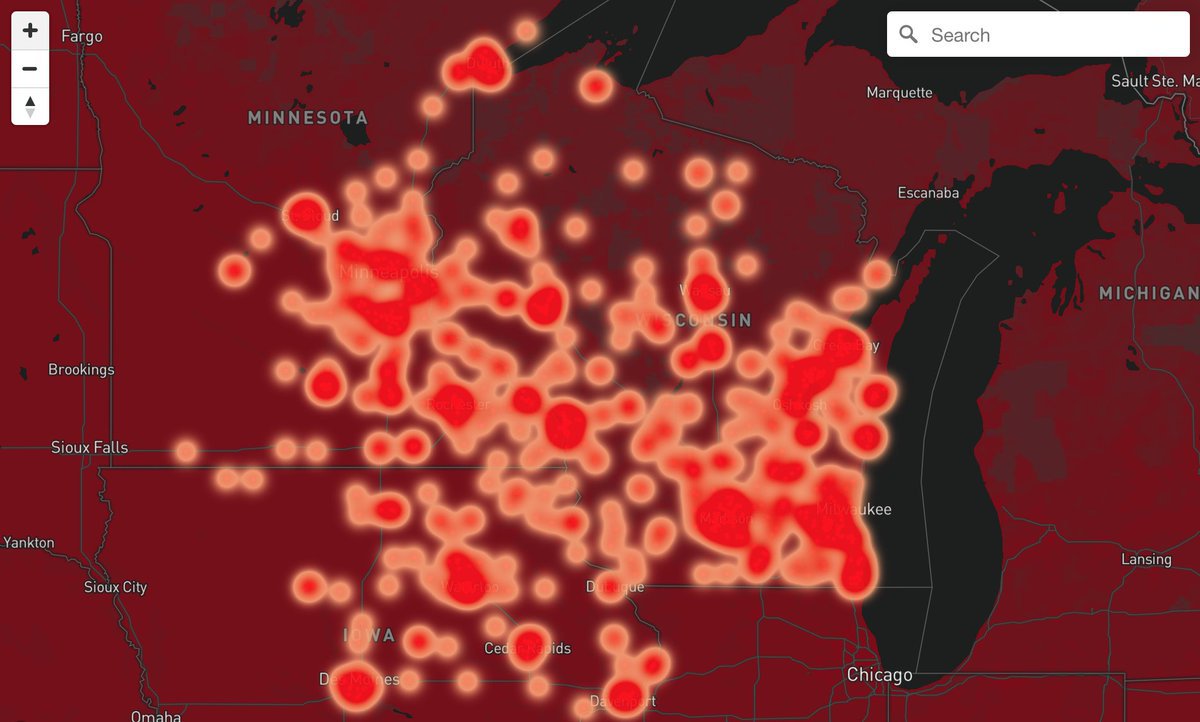 +
Fargo
Search
−
Duluth
Marquette
Sault Ste. Ma
MINNESOTA
Escanaba
St Cloud
Minneapolis
Wausau
MICHIGAN
WISCONSIN
Green Bay
Brookings
Rochester
Oshkosh
Sioux Falls
Milwaukee
Madison
Yankton
Lansing
Sioux City
Waterloo
Dubuque
IOWA
Cedar Rapids
Chicago
Des Moines
Davenport
Omaha